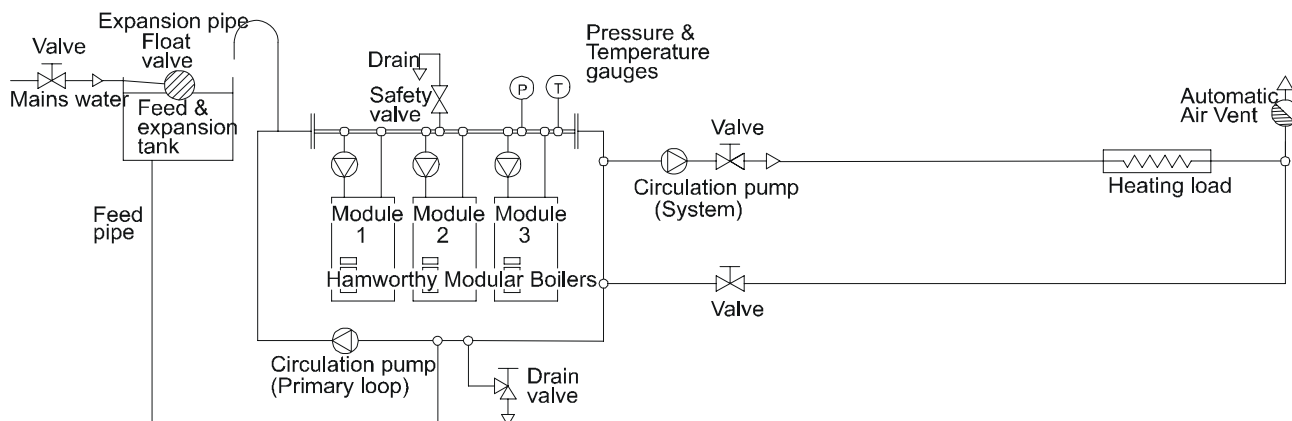 Expansion pipe
Float
valve
Valve
Mains water
Feed &
expansion
tank
Feed
pipe
Drain
Safety
valve
P
T
Pressure &
Temperature
gauges
Valve
Circulation pump
(System)
Automatic
Air Vent
Heating load
Module
1
Module
2
Module
3
Hamworthy Modular Boilers
Valve
Circulation pump
(Primary loop)
Drain
valve